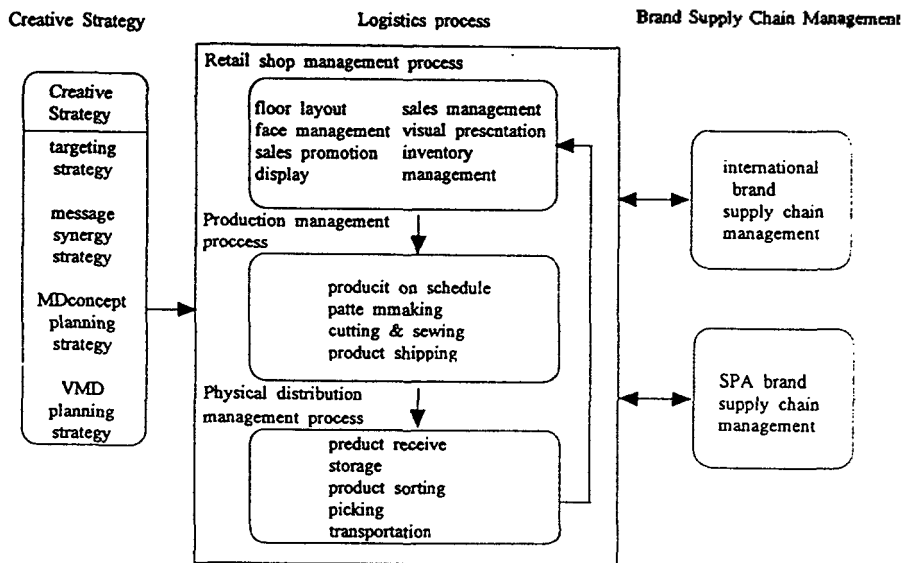 Creative Strategy
Logistics process
Brand Supply Chain Management
Creative
Strategy
targeting
strategy
message
synergy
strategy
MDconcept
planning
strategy
VMD
planning
strategy
Retail shop management process
floor layout sales management
face management visual presentation
sales promotion inventory
display management
Production management
proccess
producit on schedule
patte mmaking
cutting & sewing
product shipping
Physical distribution
management process
preduct receive
storage
product sorting
picking
transportation
international
brand
supply chain
management
SPA brand
supply chain
management